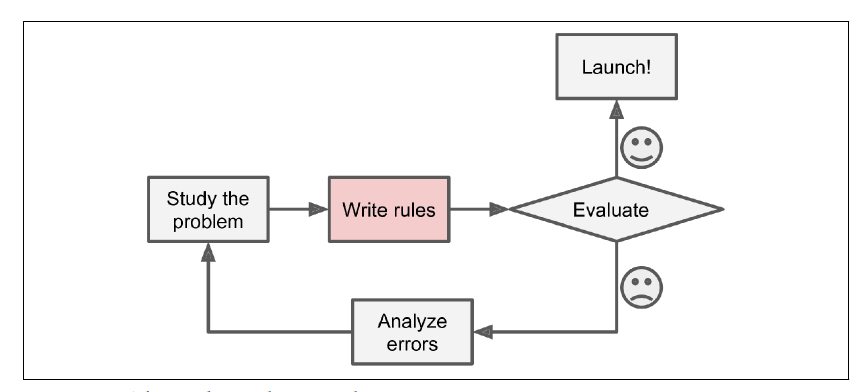 Launch!
Study the
problem
Write rules
Evaluate
Analyze
errors